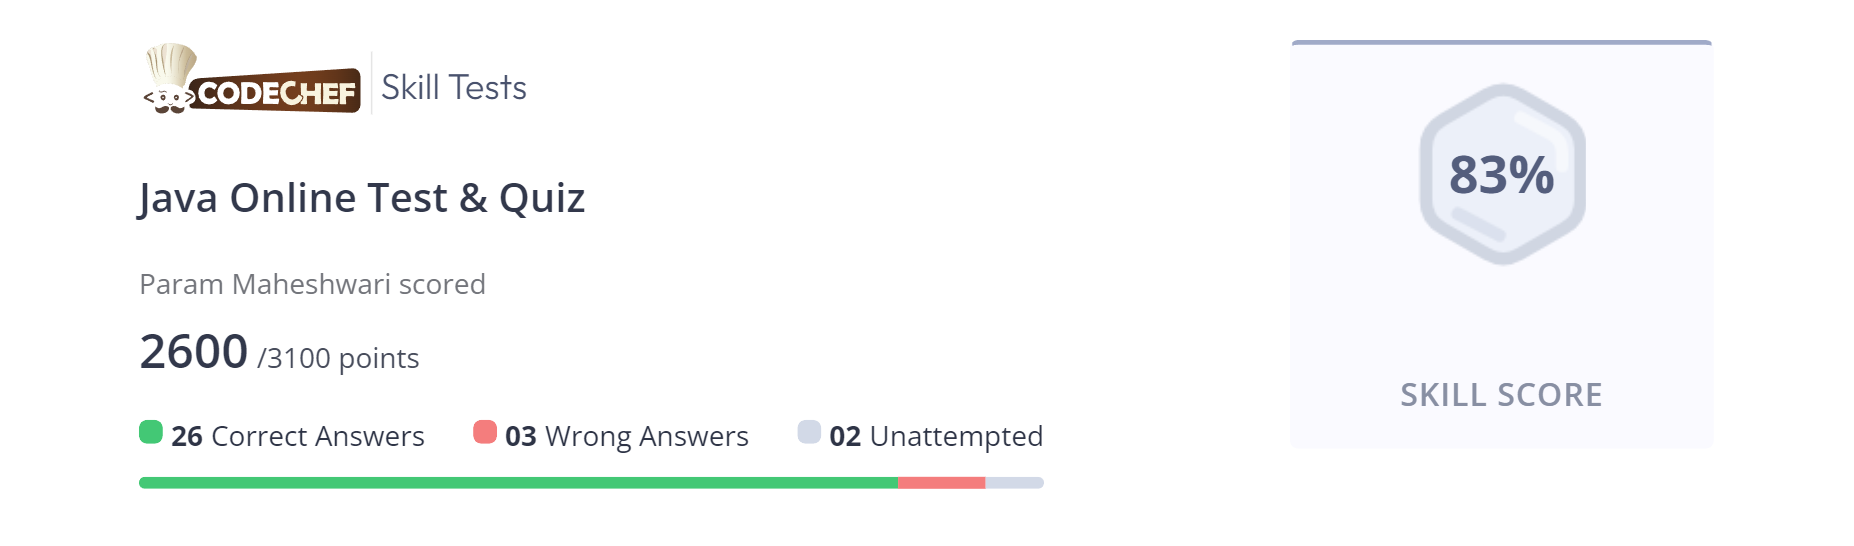 CODECHEF Skill Tests
Java Online Test & Quiz
Param Maheshwari scored
2600 /3100 points
26 Correct Answers 03 Wrong Answers 02 Unattempted
83%
SKILL SCORE